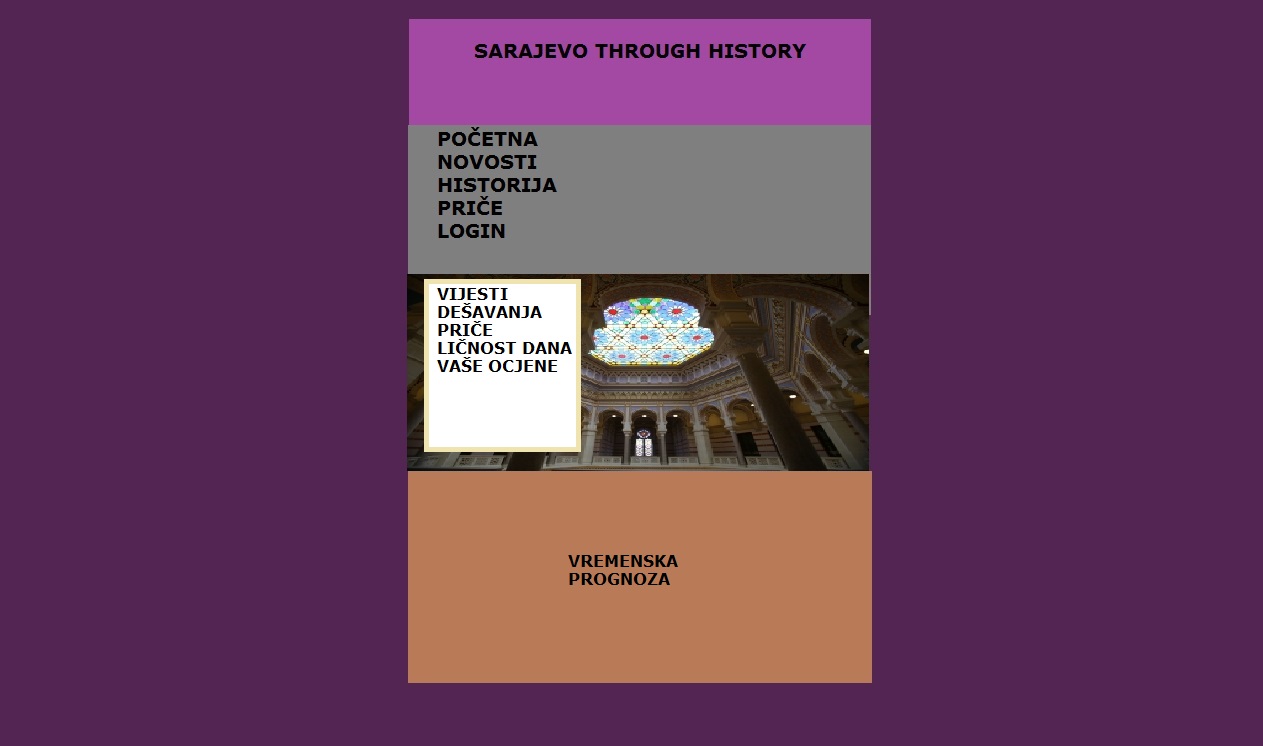 SARAJEVO THROUGH HISTORY
POČETNA
NOVOSTI
HISTORIJA
PRIČE
LOGIN
VIJESTI
DEŠAVANJA
PRIČE
LIČNOST DANA
VAŠE OCJENE
VREMENSKA
PROGNOZA